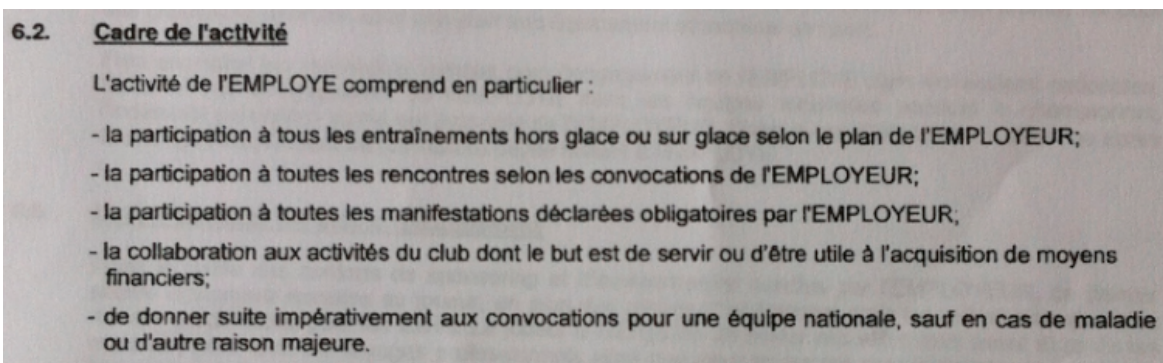 6.2. Cadre de l'activité
L'activité de l'EMPLOYE comprend en particulier :
- la participation à tous les entraînements hors glace ou sur glace selon le plan de l'EMPLOYEUR;
- la participation à toutes les rencontres selon les convocations de l'EMPLOYEUR;
- la participation à toutes les manifestations déclarées obligatoires par l'EMPLOYEUR;
- la collaboration aux activités du club dont le but est de servir ou d'être utile à l'acquisition de moyens
financiers;
- de donner suite impérativement aux convocations pour une équipe nationale, sauf en cas de maladie
ou d'autre raison majeure.